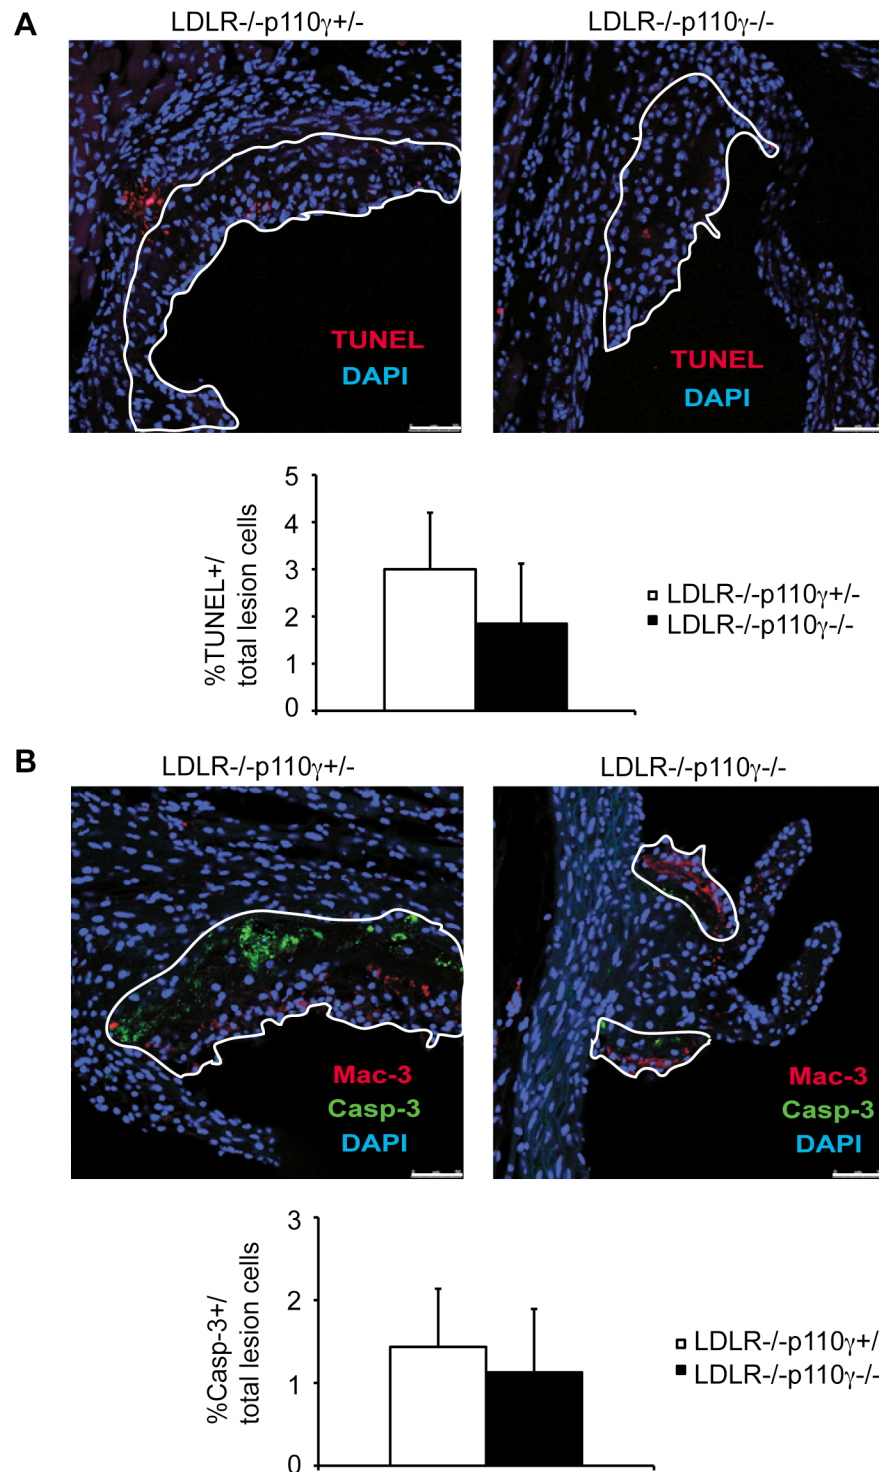 A
LDLR-/-p110γ+/-
LDLR-/-p110γ-/-
TUNEL
DAPI
TUNEL
DAPI
%TUNEL+/
total lesion cells
5
4
3
2
1
0
LDLR-/-p110γ+/-
LDLR-/-p110γ-/-
B
LDLR-/-p110γ+/-
LDLR-/-p110γ-/-
Mac-3
Casp-3
DAPI
Mac-3
Casp-3
DAPI
%Casp-3+/
total lesion cells
3
2
1
0
LDLR-/-p110γ+/
LDLR-/-p110γ-/-